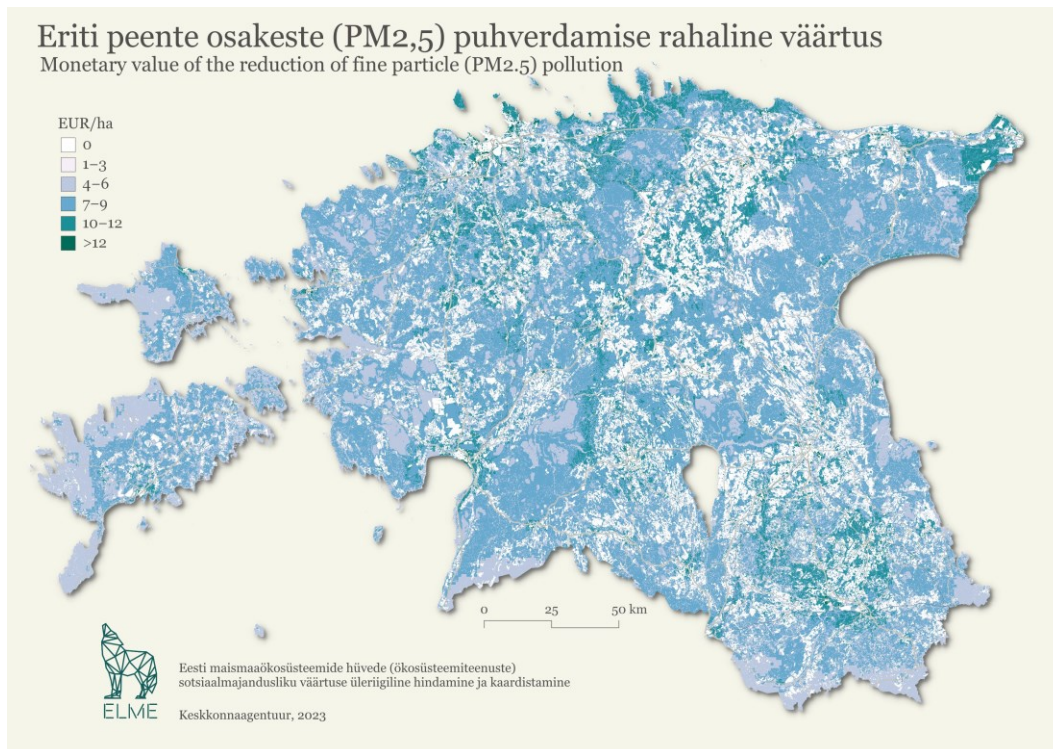 Eriti peente osakeste (PM2,5) puhverdamise rahaline väärtus
Monetary value of the reduction of fine particle (PM2.5) pollution
EUR/ha
0
1–3
4–6
7–9
10–12
>12
0 25 50 km
Eesti maismaaökosüsteemide hüvede (ökosüsteemiteenuste)
sotsiaalmajandusliku väärtuse üleriigiline hindamine ja kaardistamine
ELME
Keskkonnaagentuur, 2023